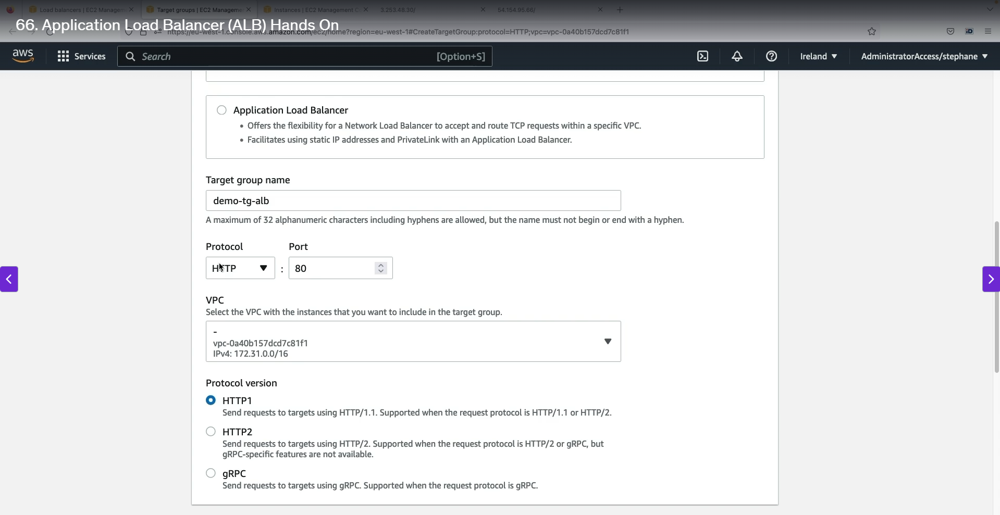 Load balancers | EC2 Managem
Target groups | EC2 Manageme
Instances | EC2 Management C
3.253.48.30/
54.154.95.66/
66. Application Load Balancer (ALB) Hands On
https://eu-west-1.console.aws.amazon.com/ec2/home?region=eu-west-1#CreateTargetGroup:protocol=HTTP;vpc=vpc-0a40b157dcd7c81f1
aws
Services
Search
[Option+S]
Ireland
AdministratorAccess/stephane
Application Load Balancer
• Offers the flexibility for a Network Load Balancer to accept and route TCP requests within a specific VPC.
• Facilitates using static IP addresses and PrivateLink with an Application Load Balancer.
Target group name
demo-tg-alb
A maximum of 32 alphanumeric characters including hyphens are allowed, but the name must not begin or end with a hyphen.
Protocol
Port
HTTP
:
80
VPC
Select the VPC with the instances that you want to include in the target group.
-
vpc-0a40b157dcd7c81f1
IPv4: 172.31.0.0/16
Protocol version
HTTP1
Send requests to targets using HTTP/1.1. Supported when the request protocol is HTTP/1.1 or HTTP/2.
HTTP2
Send requests to targets using HTTP/2. Supported when the request protocol is HTTP/2 or gRPC, but
gRPC-specific features are not available.
gRPC
Send requests to targets using gRPC. Supported when the request protocol is gRPC.